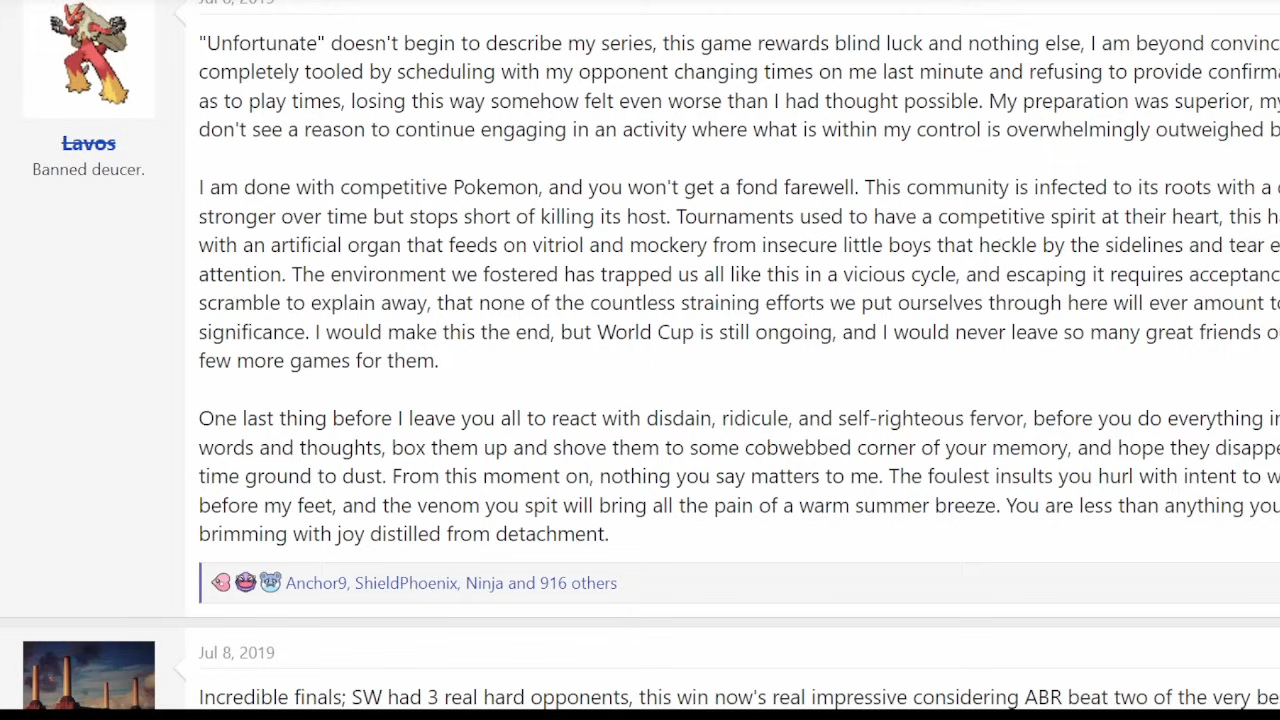 Lavos
Banned deucer.
"Unfortunate" doesn't begin to describe my series, this game rewards blind luck and nothing else, I am beyond
completely tooled by scheduling with my opponent changing times on me last minute and refusing to provide
as to play times, losing this way somehow felt even worse than I had thought possible. My preparation was superior,
don't see a reason to continue engaging in an activity where what is within my control is overwhelmingly outweighed
I am done with competitive Pokemon, and you won't get a fond farewell. This community is infected to its roots with a
stronger over time but stops short of killing its host. Tournaments used to have a competitive spirit at their heart, this
with an artificial organ that feeds on vitriol and mockery from insecure little boys that heckle by the sidelines and tear
attention. The environment we fostered has trapped us all like this in a vicious cycle, and escaping it requires
scramble to explain away, that none of the countless straining efforts we put ourselves through here will ever amount
significance. I would make this the end, but World Cup is still ongoing, and I would never leave so many great friends
few more games for them.
One last thing before I leave you all to react with disdain, ridicule, and self-righteous fervor, before you do everything
words and thoughts, box them up and shove them to some cobwebbed corner of your memory, and hope they
time ground to dust. From this moment on, nothing you say matters to me. The foulest insults you hurl with intent to
before my feet, and the venom you spit will bring all the pain of a warm summer breeze. You are less than anything
brimming with joy distilled from detachment.
Anchor9, ShieldPhoenix, Ninja and 916 others
Jul 8, 2019
Incredible finals; SW had 3 real hard opponents, this win now's real impressive considering ABR beat two of the very